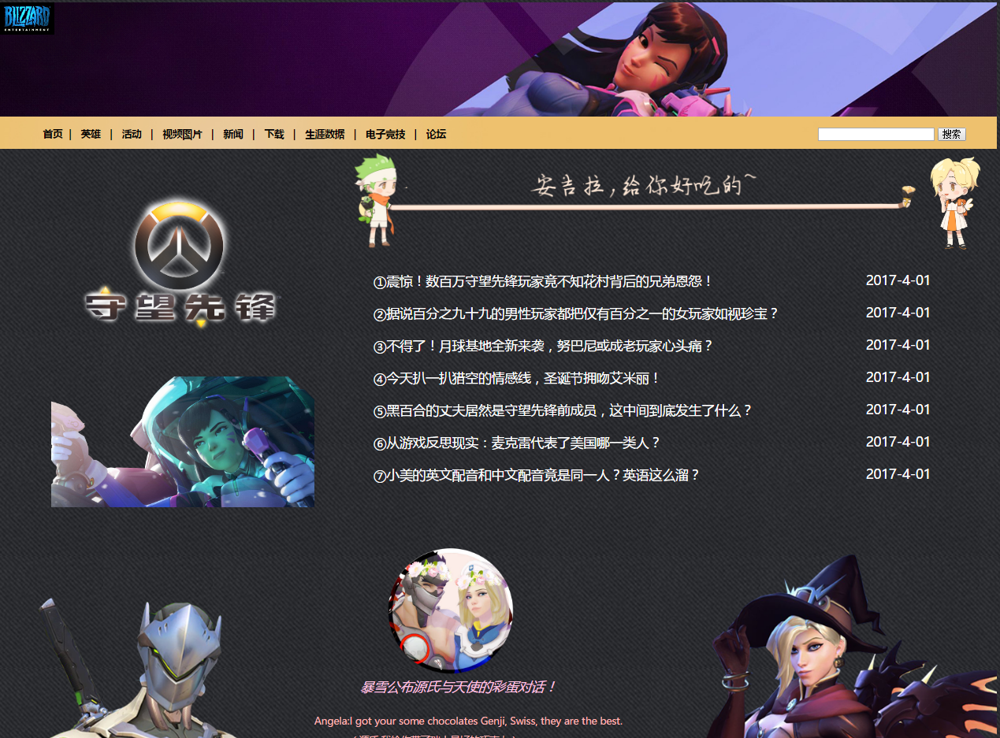 BLIZZARD
ENTERTAINMENT
首页 | 英雄 | 活动 | 视频图片 | 新闻 | 下载 | 生涯数据 | 电子竞技 | 论坛 搜索
安吉拉,给你好吃的~
守望先锋
①震惊！数百万守望先锋玩家竟不知花村背后的兄弟恩怨！ 2017-4-01
②据说百分之九十九的男性玩家都把仅有百分之一的女玩家如视珍宝？ 2017-4-01
③不得了！月球基地全新来袭，努巴尼或成老玩家心头痛？ 2017-4-01
④今天扒一扒猎空的情感线，圣诞节拥吻艾米丽！ 2017-4-01
⑤黑百合的丈夫居然是守望先锋前成员，这中间到底发生了什么？ 2017-4-01
⑥从游戏反思现实：麦克雷代表了美国哪一类人？ 2017-4-01
⑦小美的英文配音和中文配音竟是同一人？英语这么溜？ 2017-4-01
暴雪公布源氏与天使的彩蛋对话！
Angela:I got your some chocolates Genji, Swiss, they are the best.